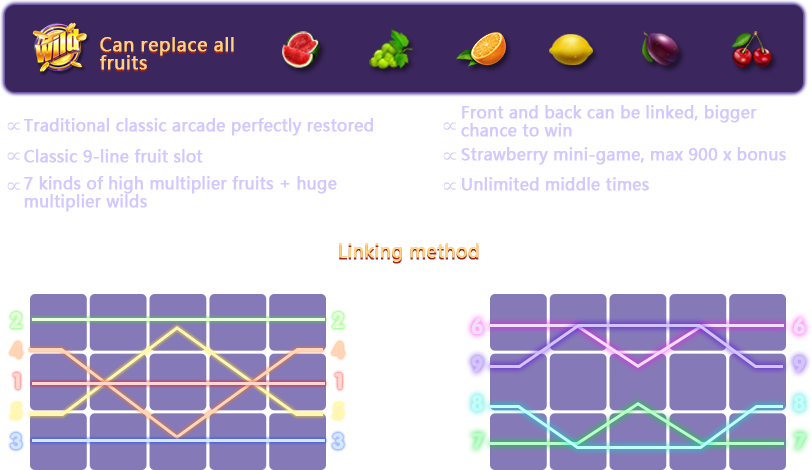 Wild
Can replace all
fruits
∝ Traditional classic arcade perfectly restored
∝ Classic 9-line fruit slot
∝ 7 kinds of high multiplier fruits + huge
multiplier wilds
Front and back can be linked, bigger
∝ chance to win
∝ Strawberry mini-game, max 900 x bonus
∝ Unlimited middle times
Linking method
2 2
4 4
1 1
5 5
3 3
6 6
9 9
8 8
7 7